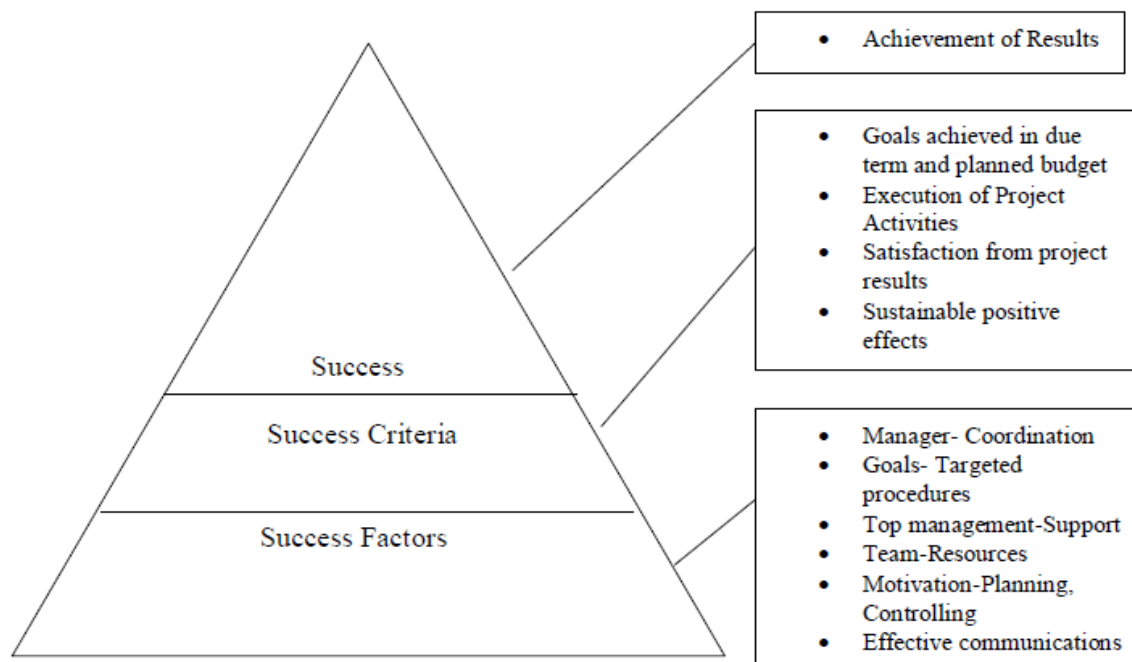 Achievement of Results
Goals achieved in due
term and planned budget
Execution of Project
Activities
Satisfaction from project
results
Sustainable positive
effects
Success
Success Criteria
Success Factors
Manager- Coordination
Goals- Targeted
procedures
Top management-Support
Team-Resources
Motivation-Planning,
Controlling
Effective communications